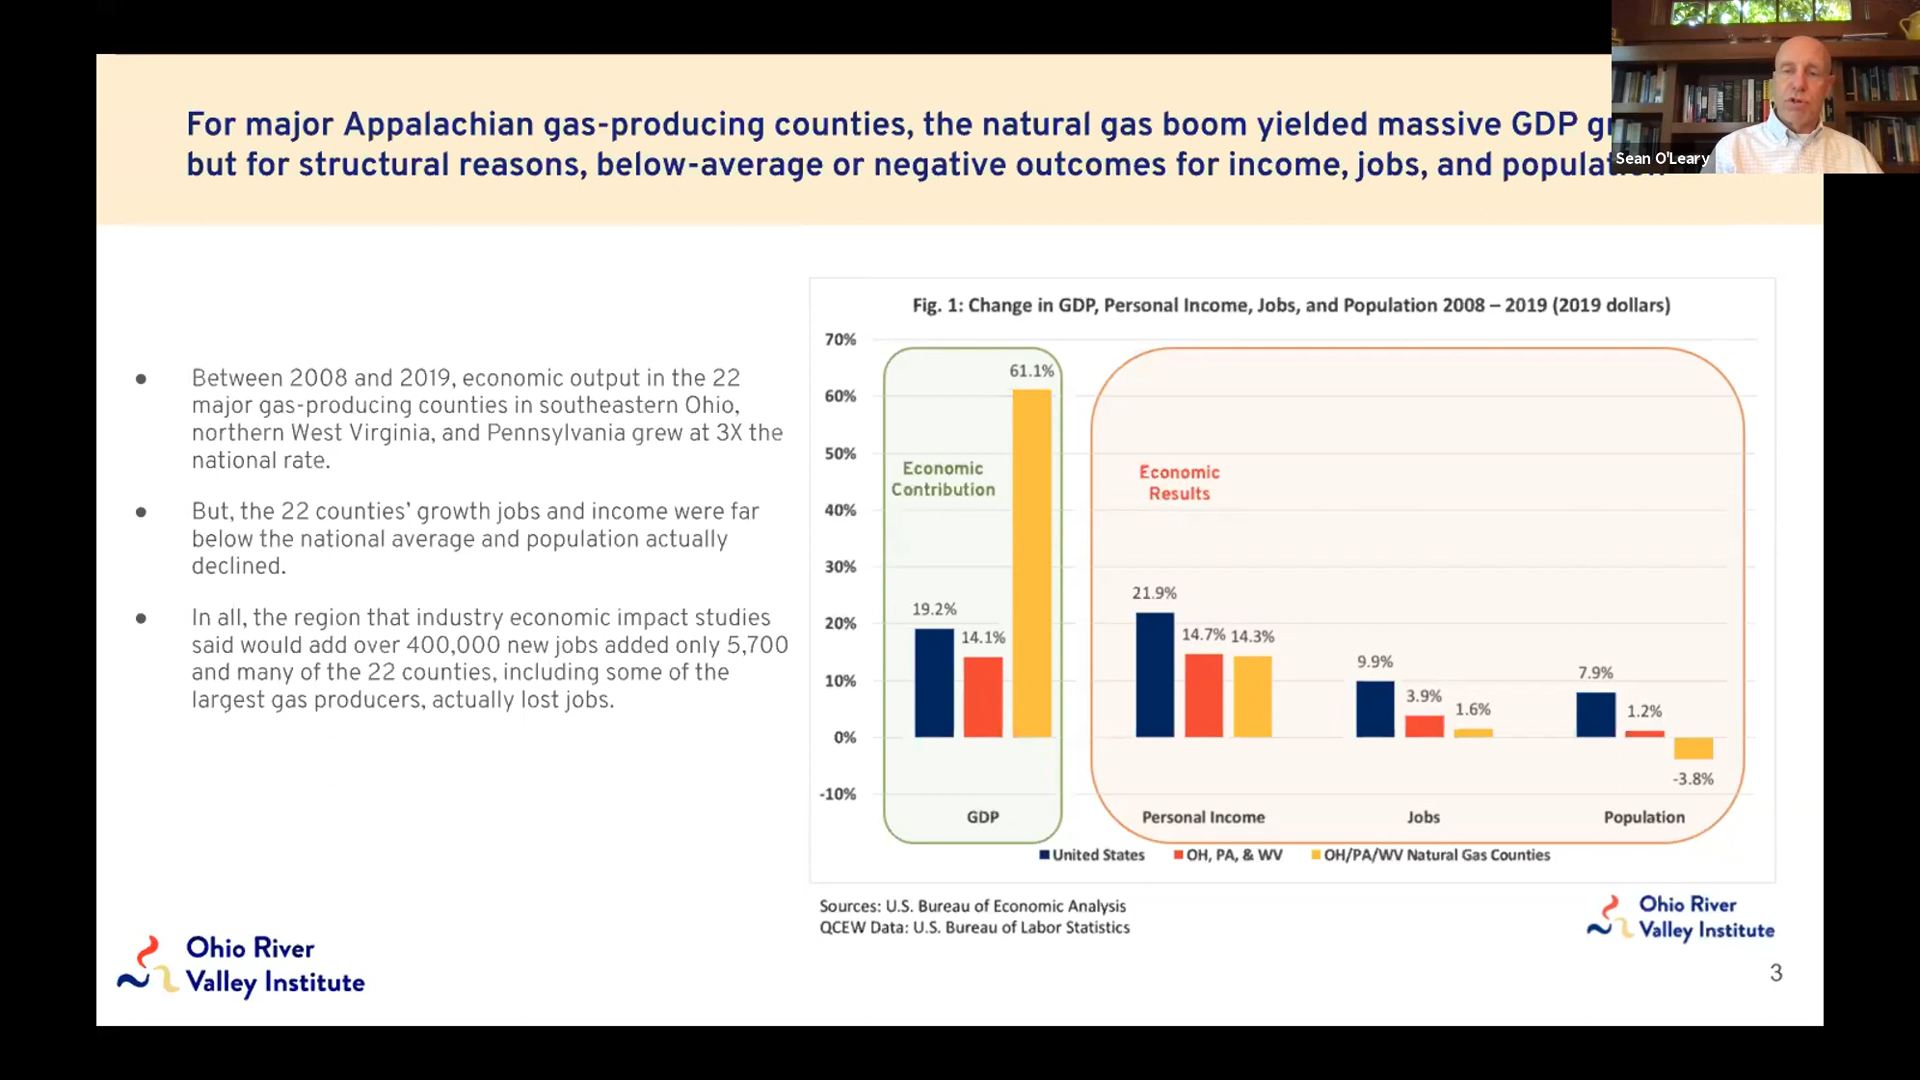 For major Appalachian gas-producing counties, the natural gas boom yielded massive GDP
but for structural reasons, below-average or negative outcomes for income, jobs, and
Sean O'Leary
● Between 2008 and 2019, economic output in the 22
major gas-producing counties in southeastern Ohio,
northern West Virginia, and Pennsylvania grew at 3X the
national rate.
● But, the 22 counties' growth jobs and income were far
below the national average and population actually
declined.
● In all, the region that industry economic impact studies
said would add over 400,000 new jobs added only 5,700
and many of the 22 counties, including some of the
largest gas producers, actually lost jobs.
Fig. 1: Change in GDP, Personal Income, Jobs, and Population 2008 – 2019 (2019 dollars)
70%
60%
50%
40%
30%
20%
10%
0%
-10%
Economic
Contribution
19.2%
14.1%
61.1%
GDP
Economic
Results
21.9%
14.7%
14.3%
Personal Income
9.9%
3.9%
1.6%
Jobs
7.9%
1.2%
-3.8%
Population
United States
OH, PA, & WV
OH/PA/WV Natural Gas Counties
Sources: U.S. Bureau of Economic Analysis
QCEW Data: U.S. Bureau of Labor Statistics
Ohio River
Valley Institute
Ohio River
Valley Institute
3